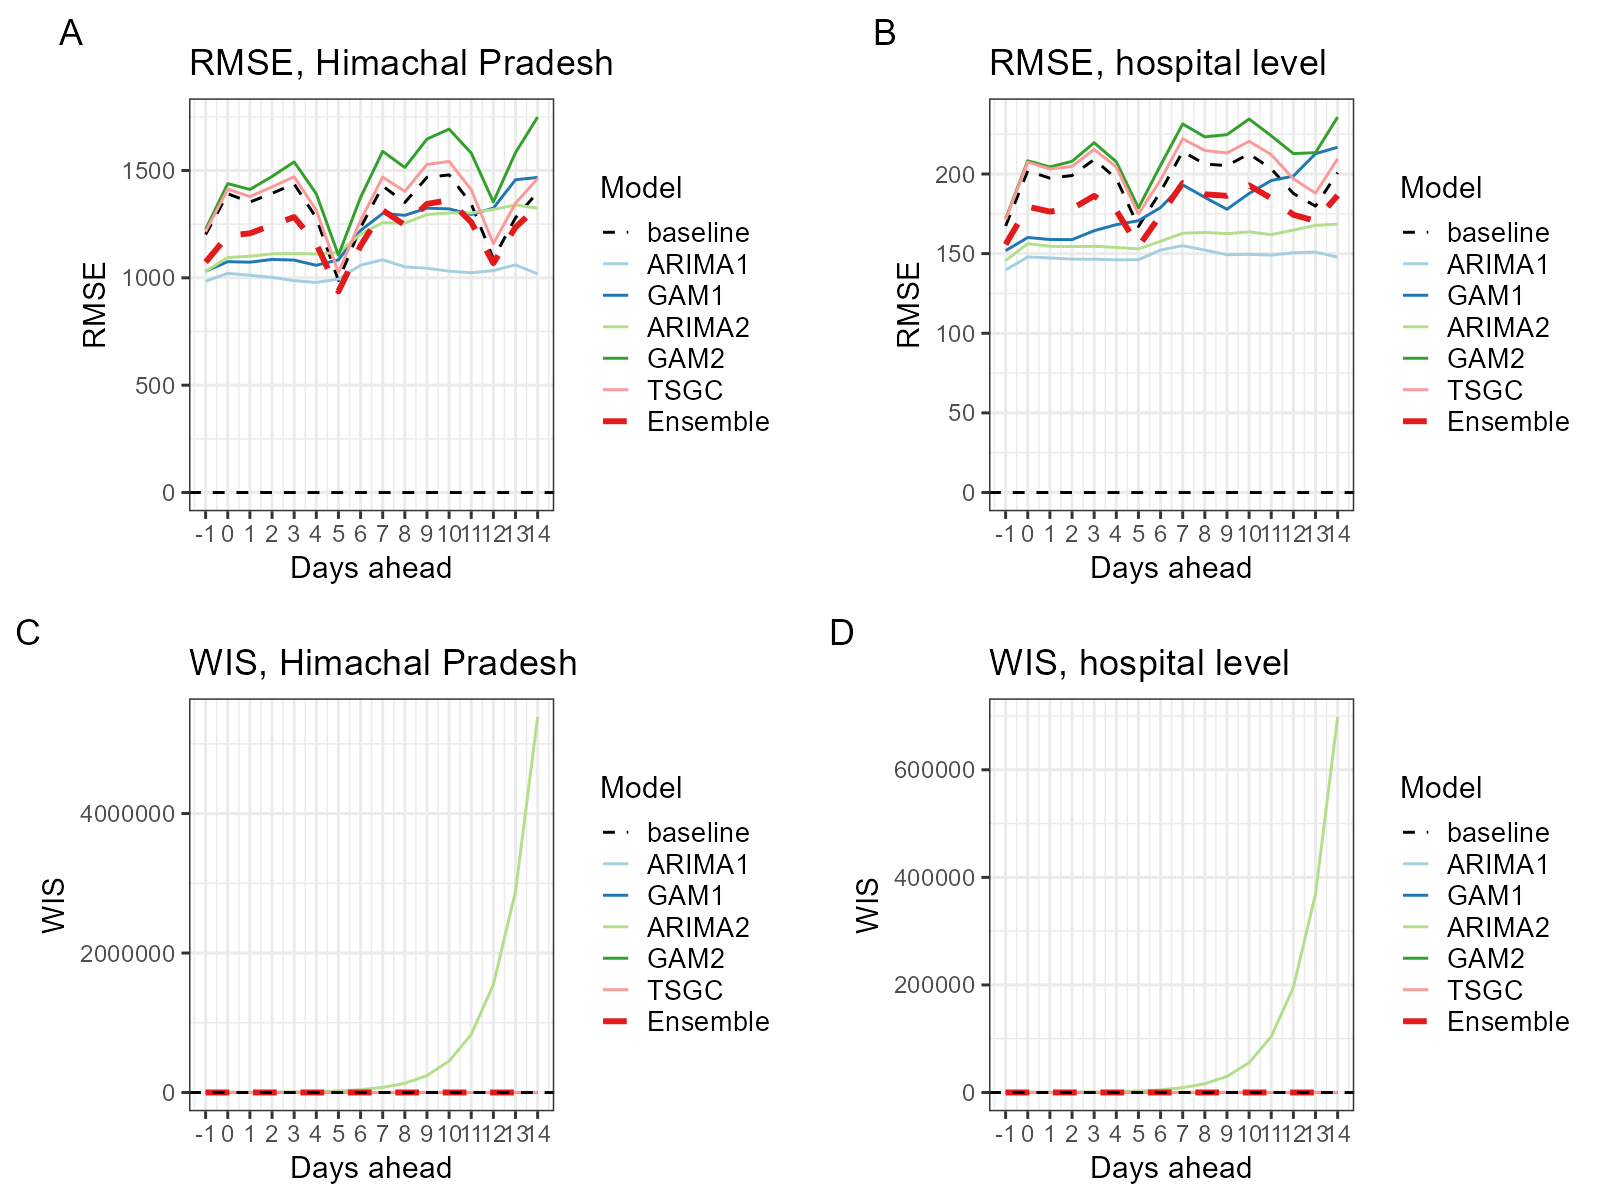 A
RMSE, Himachal Pradesh
1500
1000
500
0
RMSE
-1 0 1 2 3 4 5 6 7 8 9 10 11 12 13 14
Days ahead
Model
baseline
ARIMA1
GAM1
ARIMA2
GAM2
TSGC
Ensemble
B
RMSE, hospital level
200
150
100
50
0
RMSE
-1 0 1 2 3 4 5 6 7 8 9 10 11 12 13 14
Days ahead
Model
baseline
ARIMA1
GAM1
ARIMA2
GAM2
TSGC
Ensemble
C
WIS, Himachal Pradesh
4000000
2000000
0
WIS
-1 0 1 2 3 4 5 6 7 8 9 10 11 12 13 14
Days ahead
Model
baseline
ARIMA1
GAM1
ARIMA2
GAM2
TSGC
Ensemble
D
WIS, hospital level
600000
400000
200000
0
WIS
-1 0 1 2 3 4 5 6 7 8 9 10 11 12 13 14
Days ahead
Model
baseline
ARIMA1
GAM1
ARIMA2
GAM2
TSGC
Ensemble